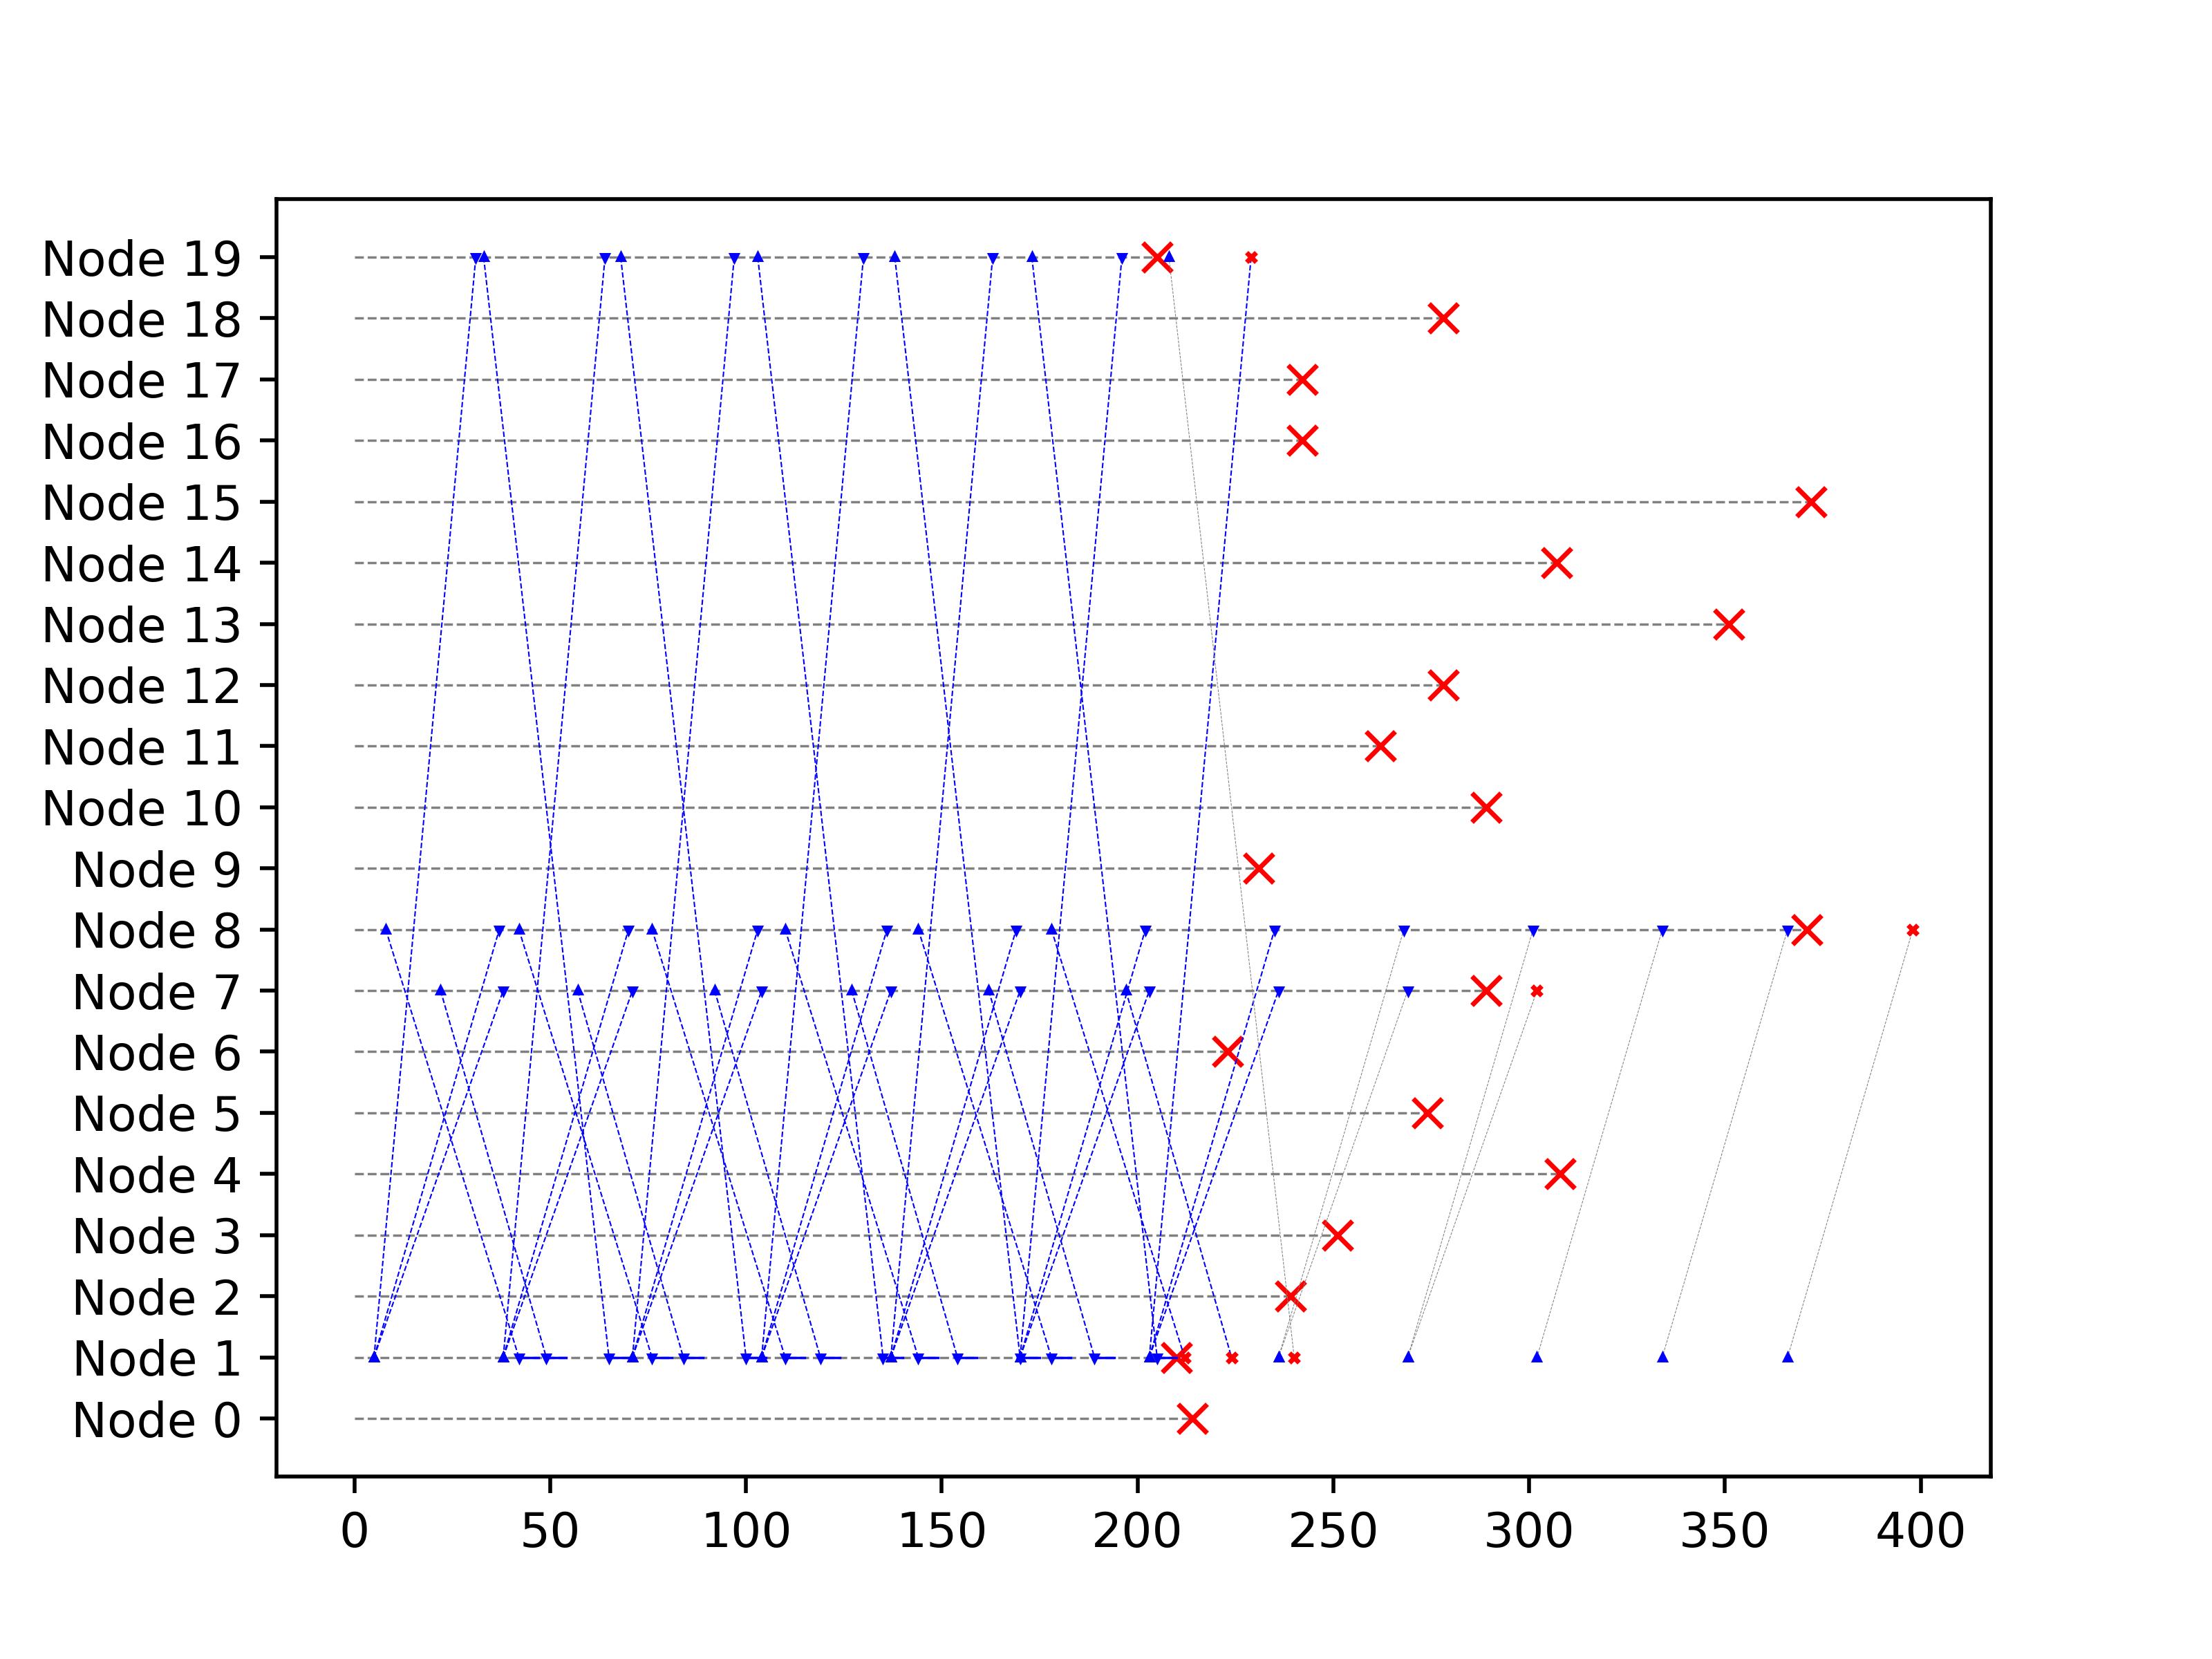 Node 19
Node 18
Node 17
Node 16
Node 15
Node 14
Node 13
Node 12
Node 11
Node 10
Node 9
Node 8
Node 7
Node 6
Node 5
Node 4
Node 3
Node 2
Node 1
Node 0
0 50 100 150 200 250 300 350 400